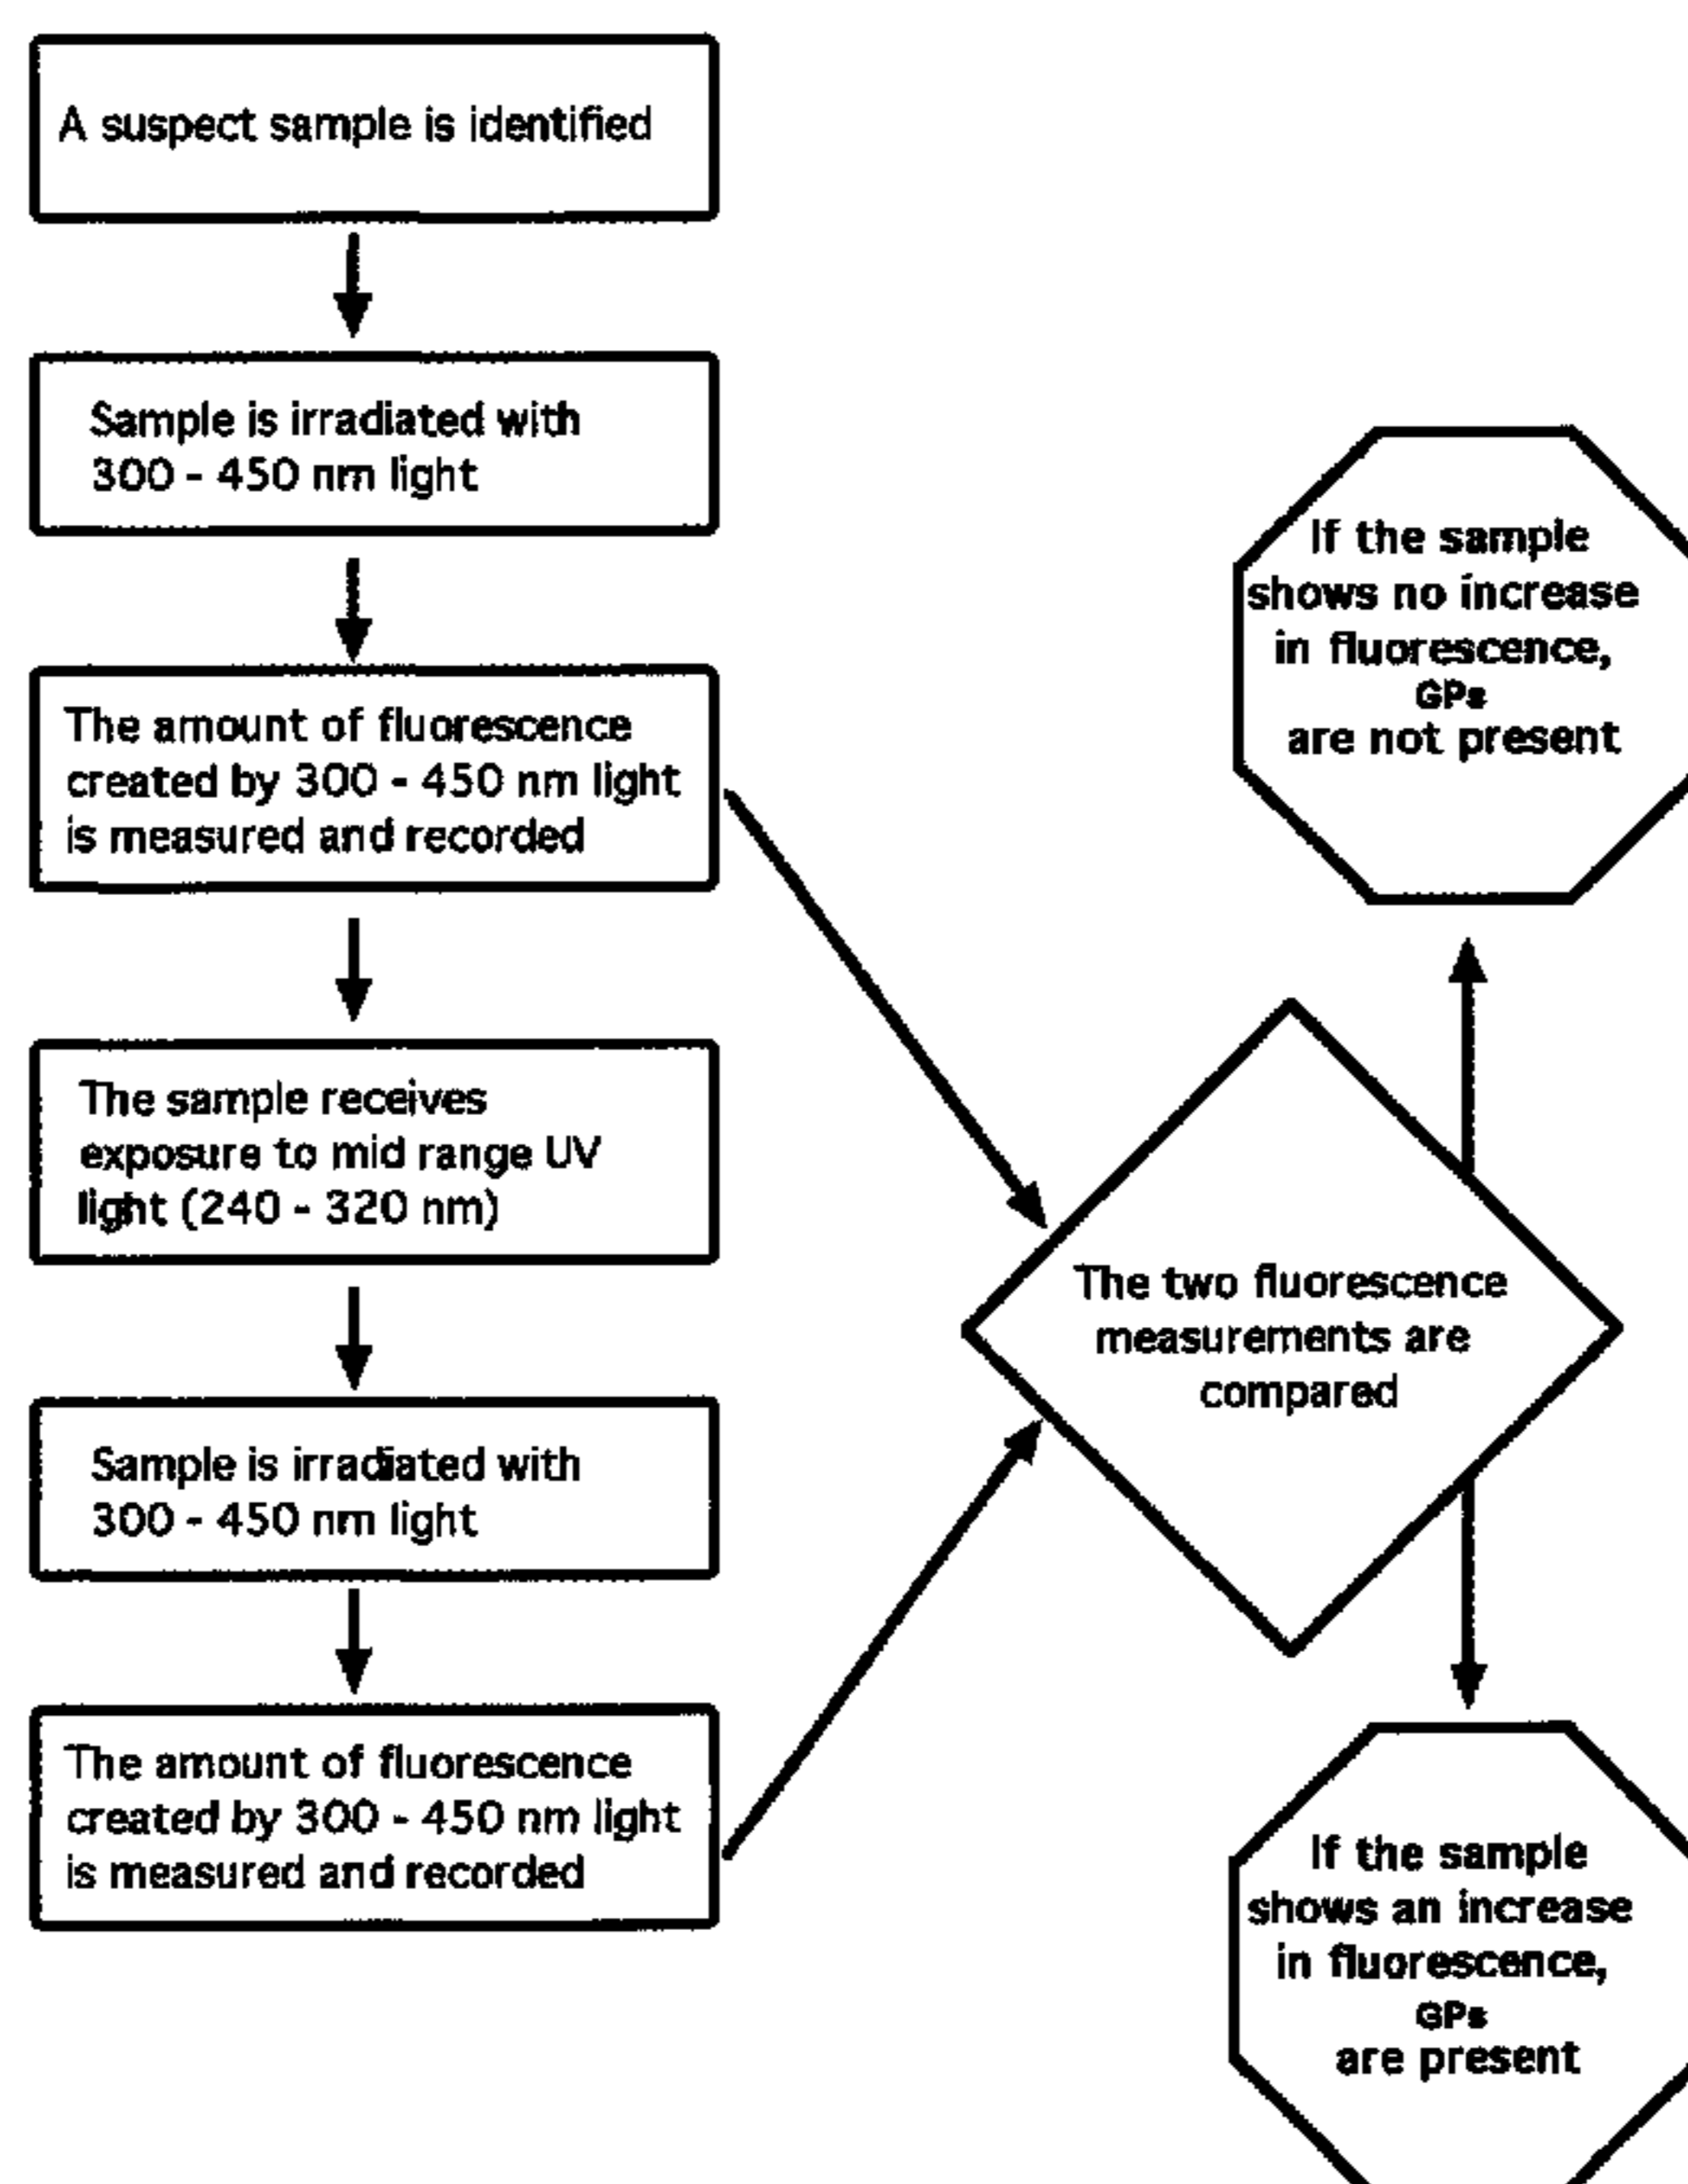 A suspect sample is identified
Sample is irradiated with
300 - 450 nm light
The amount of fluorescence
created by 300 - 450 nm light
is measured and recorded
The sample receives
exposure to mid range UV
light (240 - 320 nm)
Sample is irradiated with
300 - 450 nm light
The amount of fluorescence
created by 300 - 450 nm light
is measured and recorded
The two fluorescence
measurements are
compared
If the sample
shows no increase
in fluorescence,
GPs
are not present
If the sample
shows an increase
in fluorescence,
GPs
are present